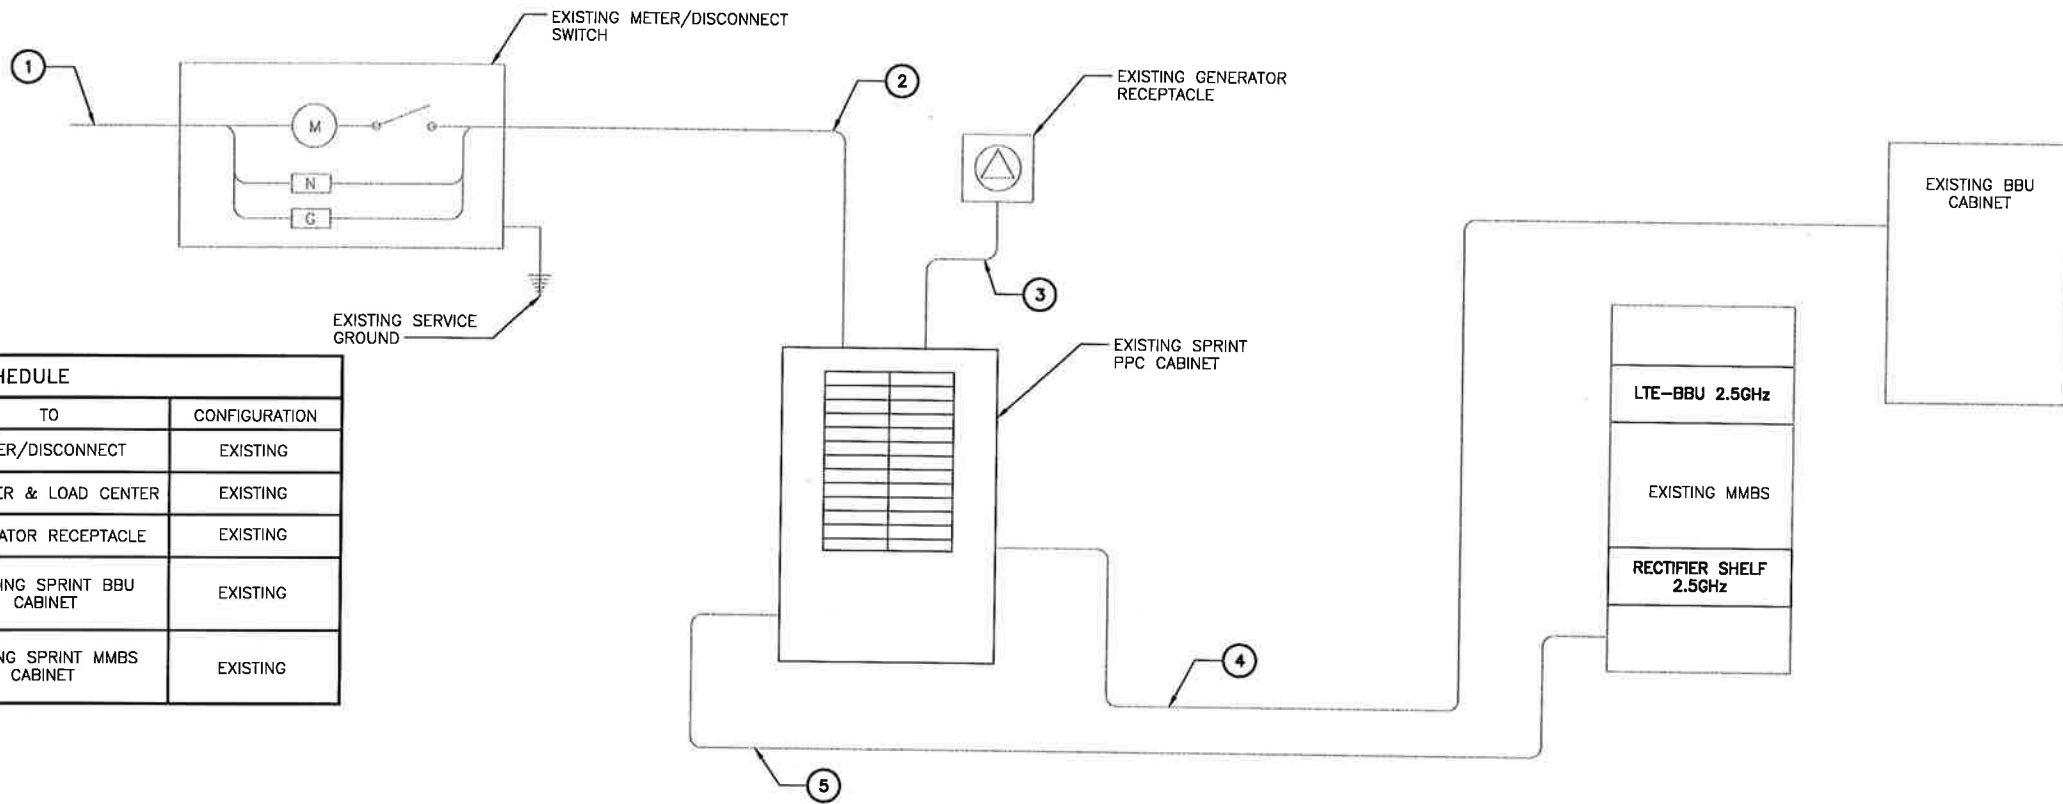 EXISTING METER/DISCONNECT
SWITCH
1
2
M
N
G
EXISTING GENERATOR
RECEPTACLE
3
EXISTING SERVICE
GROUND
EXISTING SPRINT
PPC CABINET
EXISTING BBU
CABINET
LTE-BBU 2.5GHz
EXISTING MMBS
RECTIFIER SHELF
2.5GHz
4
5
HEDULE
TO CONFIGURATION
ER/DISCONNECT EXISTING
ER & LOAD CENTER EXISTING
ATOR RECEPTACLE EXISTING
ING SPRINT BBU
CABINET EXISTING
NG SPRINT MMBS
CABINET EXISTING